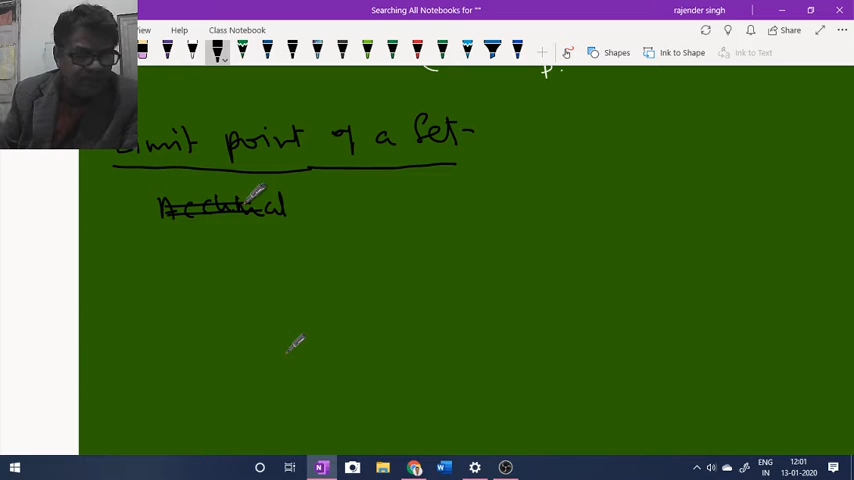 Searching All Notebooks for ""
rajender singh
View Help Class Notebook
Share
Shapes Ink to Shape Ink to Text
p.
Limit point of a Set-
ENG 12:01
IN 13-01-2020